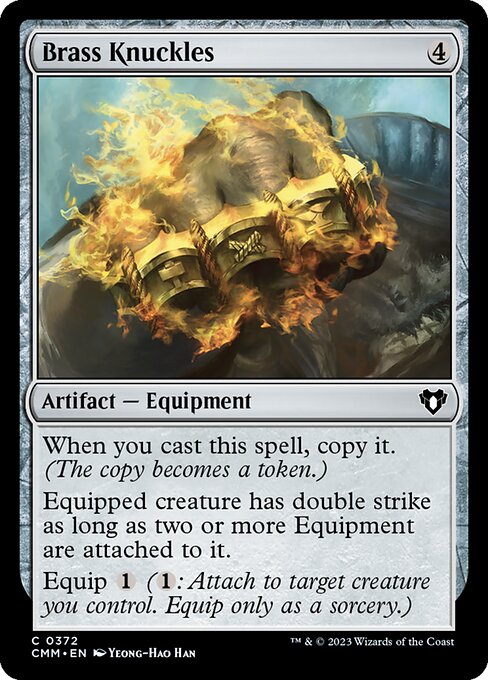 Brass Knuckles 4
Artifact — Equipment
When you cast this spell, copy it.
(The copy becomes a token.)
Equipped creature has double strike
as long as two or more Equipment
are attached to it.
Equip 1 (1: Attach to target creature
you control. Equip only as a sorcery.)
C 0372
CMM • EN Yeong-Hao Han
™ & © 2023 Wizards of the Coast